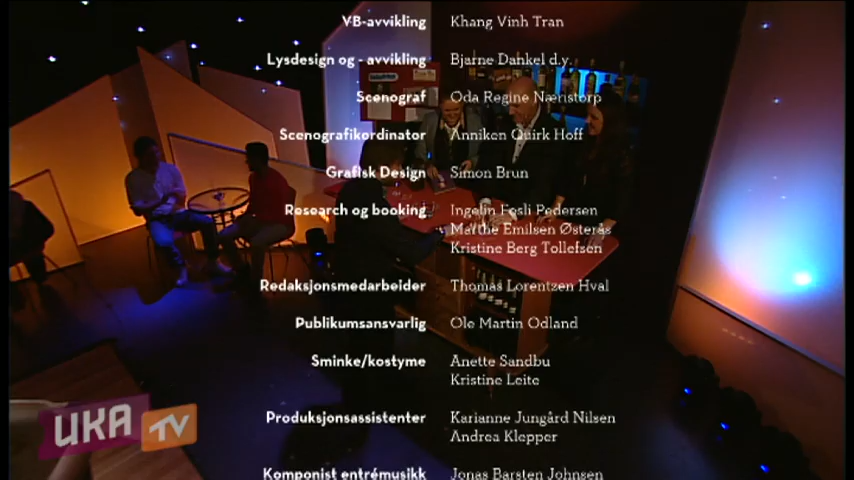 VB-avvikling Khang Vinh Tran
Lysdesign og - avvikling Bjarne Dankel d.y.
Scenograf Oda Regine Næristorp
Scenografikordinator Anniken Quirk Hoff
Grafisk Design Simon Brun
Research og booking Ingelin Føsli Pedersen
Marthe Emilsen Østerås
Kristine Berg Tollefsen
Redaksjonsmedarbeider Thomas Lorentzen Hval
Publikumsansvarlig Ole Martin Odland
Sminke/kostyme Anette Sandbu
Kristine Leite
Produksjonsassistenter Karianne Jungård Nilsen
Andrea Klepper
UKA TV
Komponist entrémusikk Jonas Barsten Johnsen